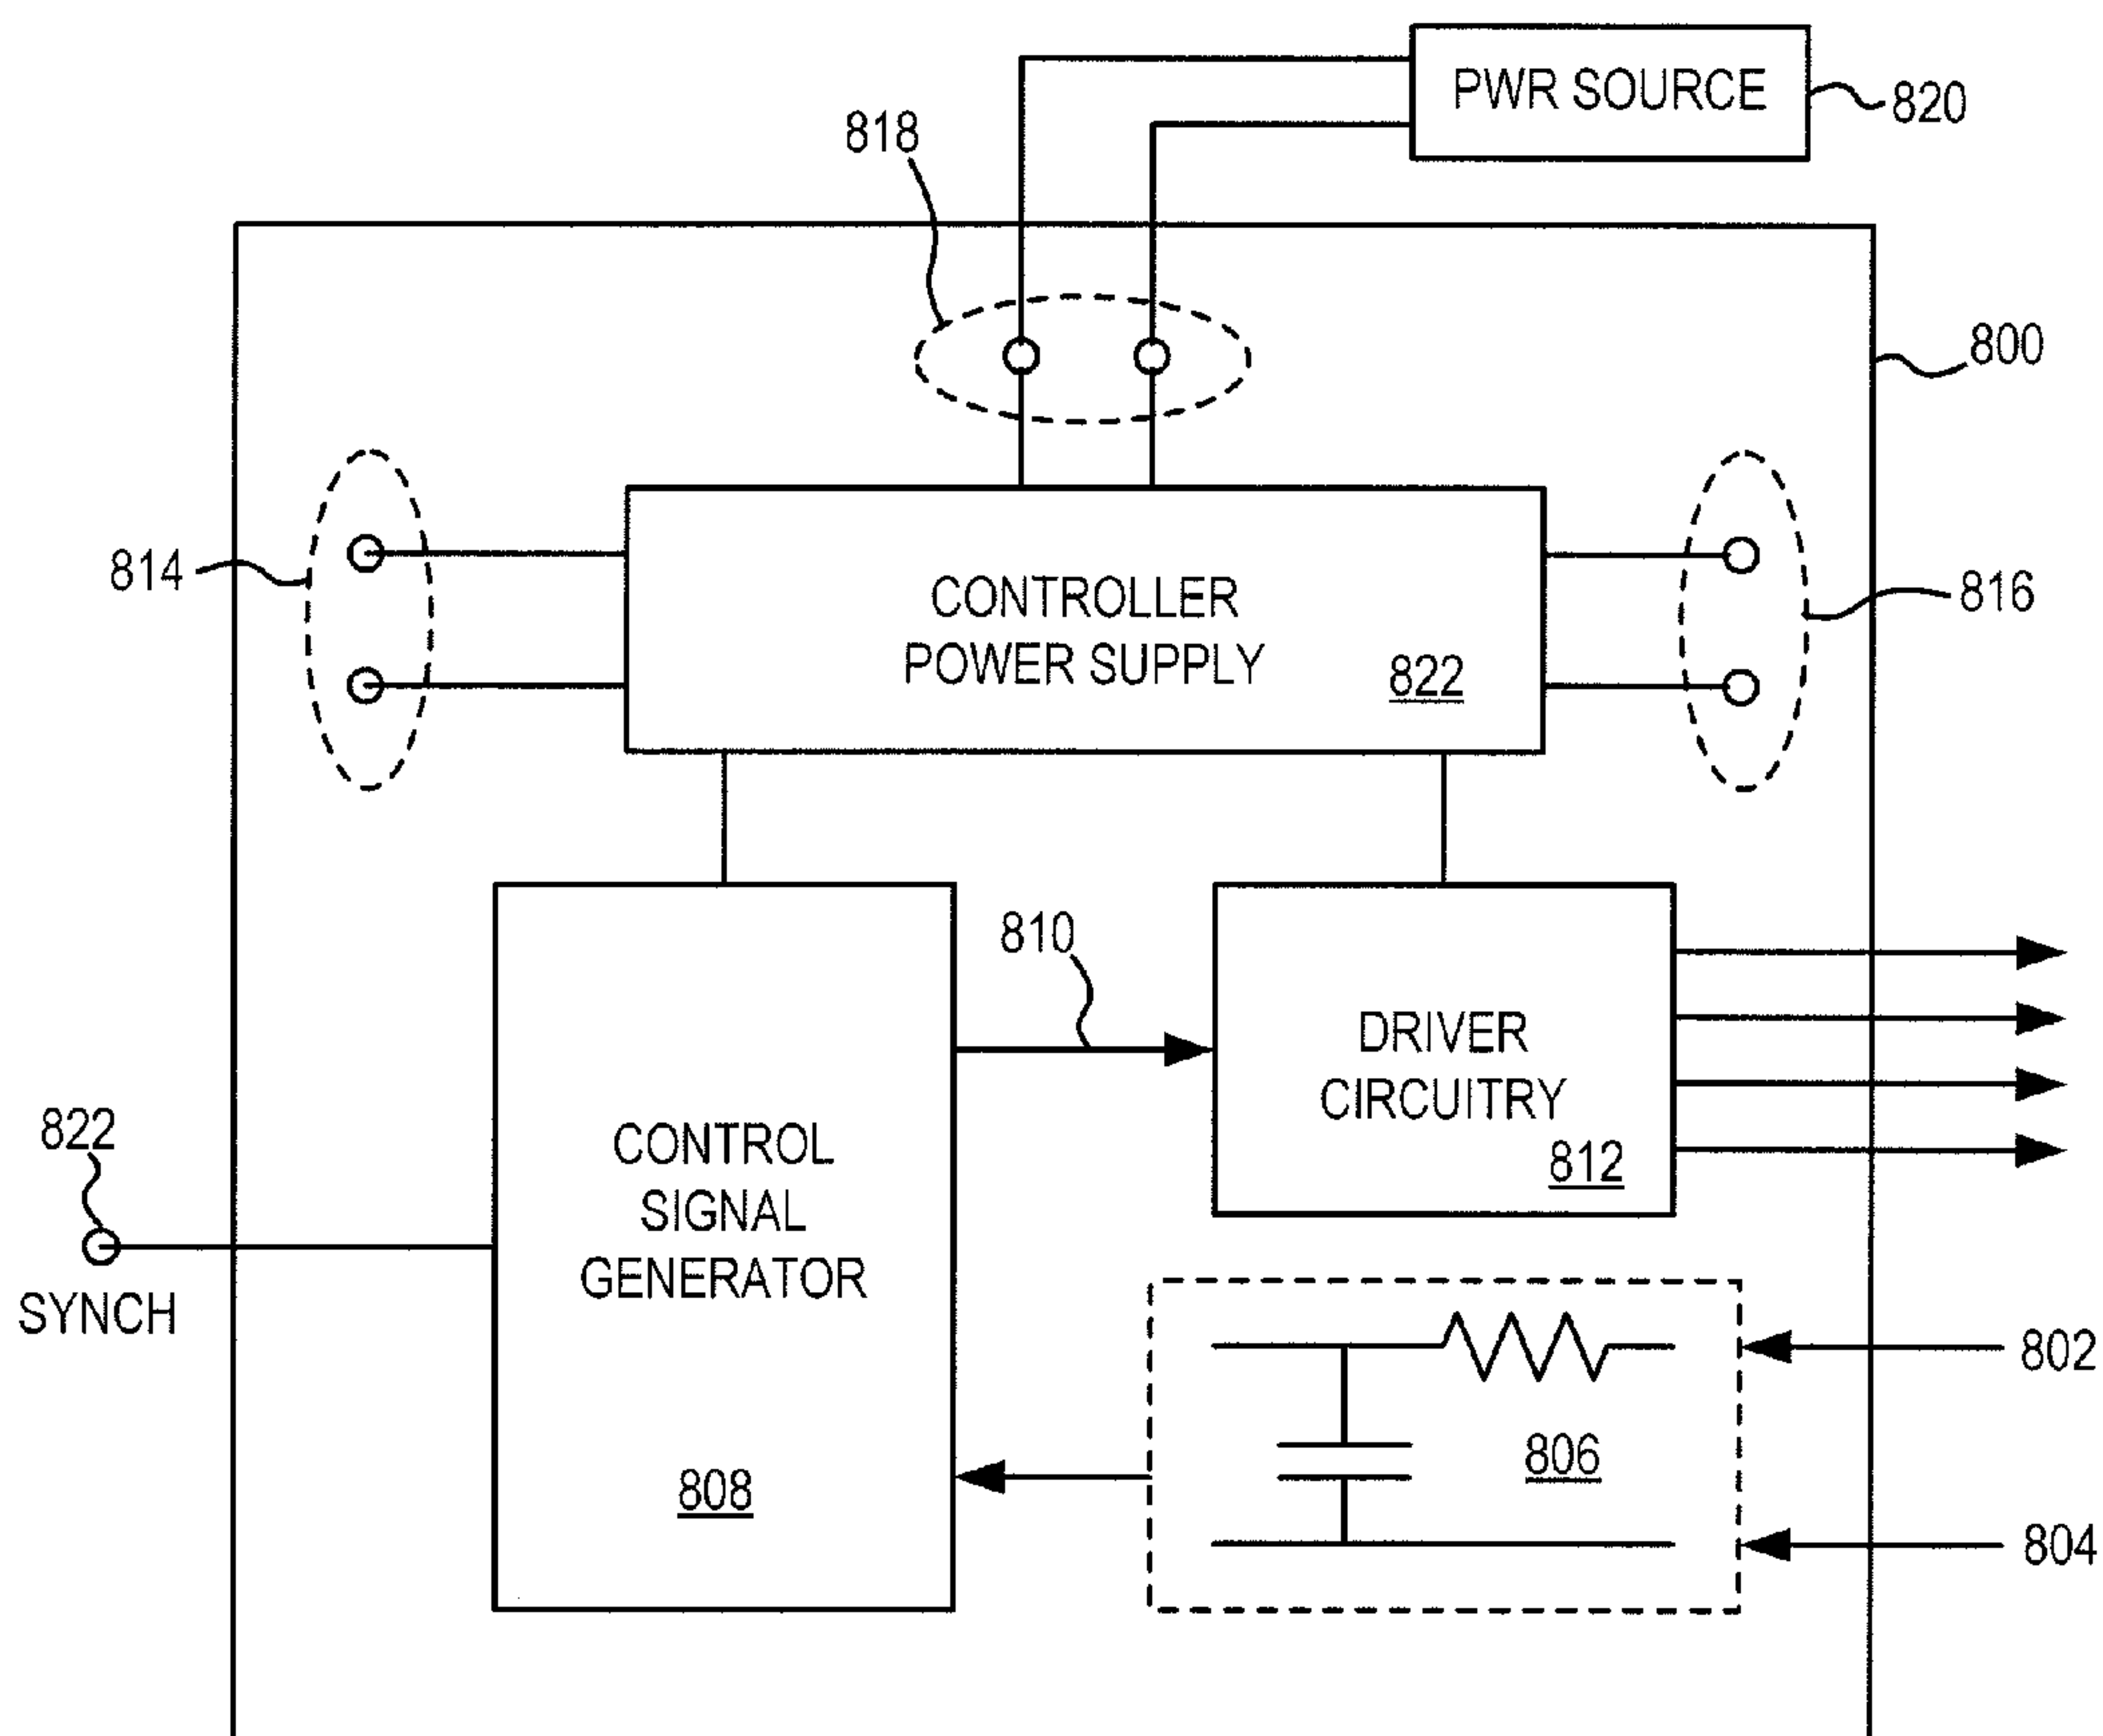 PWR SOURCE
820
818
800
814
CONTROLLER
POWER SUPPLY
822
816
810
DRIVER
CIRCUITRY
812
822
SYNCH
CONTROL
SIGNAL
GENERATOR
808
802
806
804